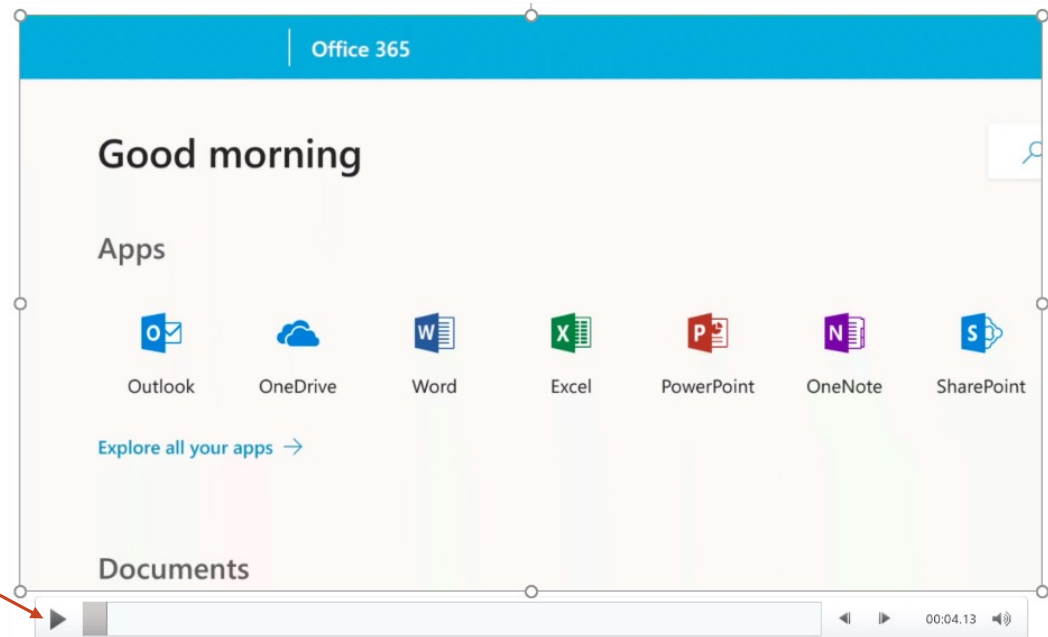 Office 365
Good morning
Apps
Outlook OneDrive Word Excel PowerPoint OneNote SharePoint
Explore all your apps →
Documents
00:04.13